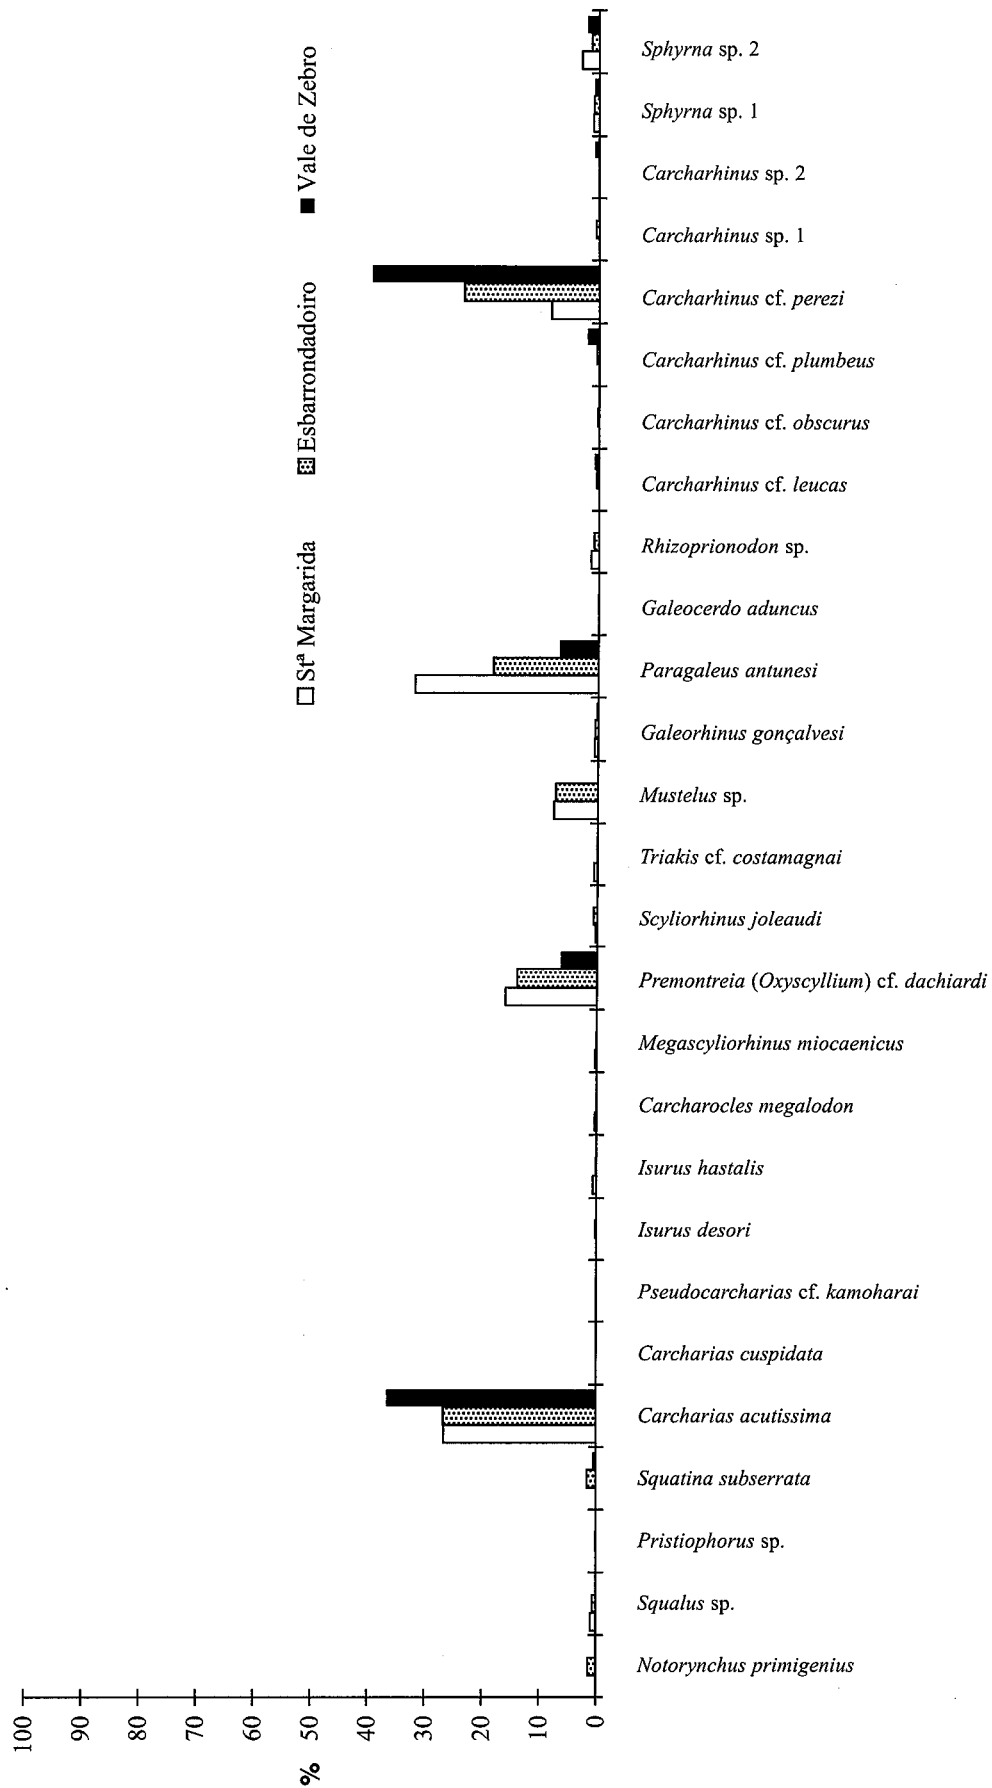 Stª Margarida
Esbarrondadoiro
Vale de Zebro
%
100
90
80
70
60
50
40
30
20
10
0
Sphyrna sp. 2
Sphyrna sp. 1
Carcharhinus sp. 2
Carcharhinus sp. 1
Carcharhinus cf. perezi
Carcharhinus cf. plumbeus
Carcharhinus cf. obscurus
Carcharhinus cf. leucas
Rhizoprionodon sp.
Galeocerdo aduncus
Paragaleus antunesi
Galeorhinus gonçalvesi
Mustelus sp.
Triakis cf. costamagnai
Scyliorhinus joleaudi
Premontreia (Oxyscyllium) cf. dachiardi
Megascyliorhinus miocaenicus
Carcharocles megalodon
Isurus hastalis
Isurus desori
Pseudocarcharias cf. kamoharai
Carcharias cuspidata
Carcharias acutissima
Squatina subserrata
Pristiophorus sp.
Squalus sp.
Notorynchus primigenius